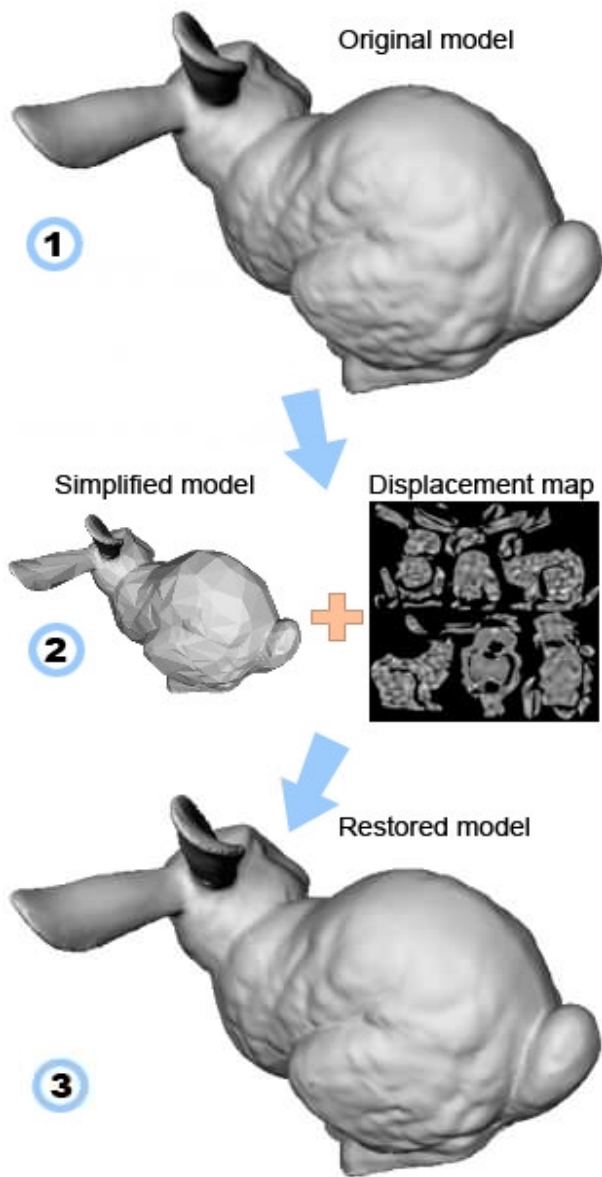 Original model
1
Simplified model
Displacement map
2
Restored model
3